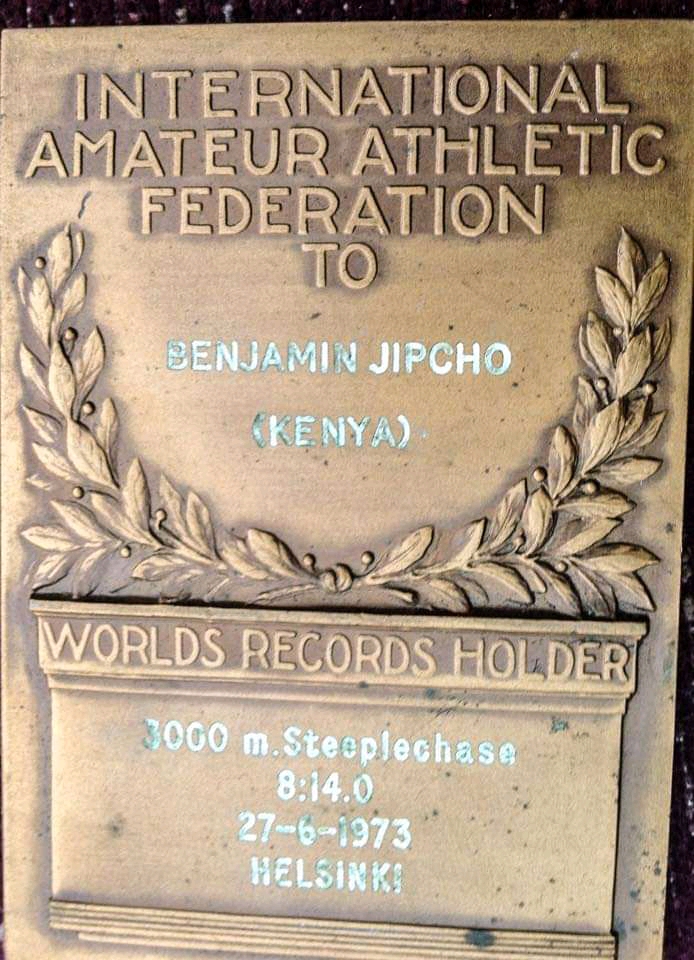 INTERNATIONAL
AMATEUR ATHLETIC
FEDERATION
TO
BENJAMIN JIPCHO
(KENYA)
WORLDS RECORDS HOLDER
3000 m.Steeplechase
8:14.0
27-6-1973
HELSINKI